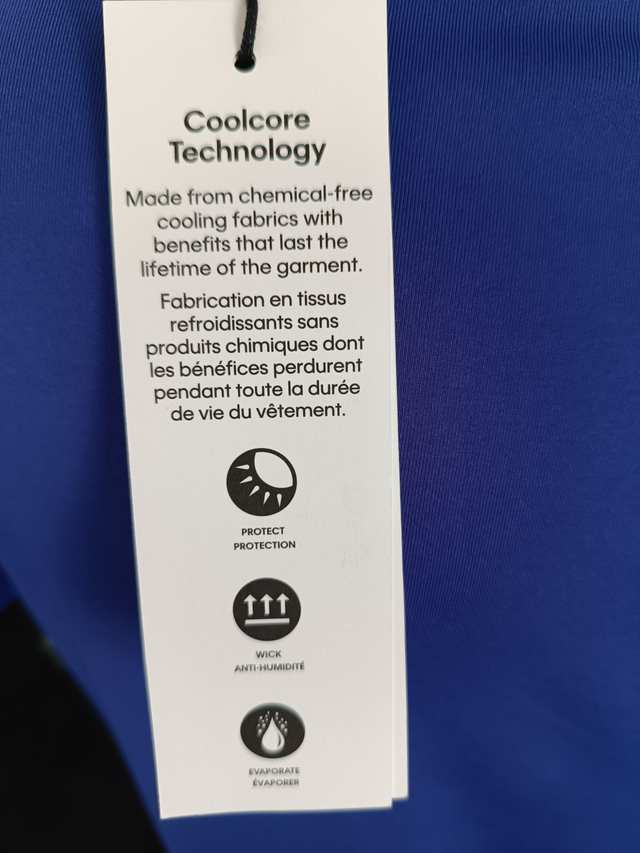 Coolcore
Technology
Made from chemical-free
cooling fabrics with
benefits that last the
lifetime of the garment.
Fabrication en tissus
refroidissants sans
produits chimiques dont
les bénéfices perdurent
pendant toute la durée
de vie du vêtement.
PROTECT
PROTECTION
WICK
ANTI-HUMIDITÉ
EVAPORATE
ÉVAPORER